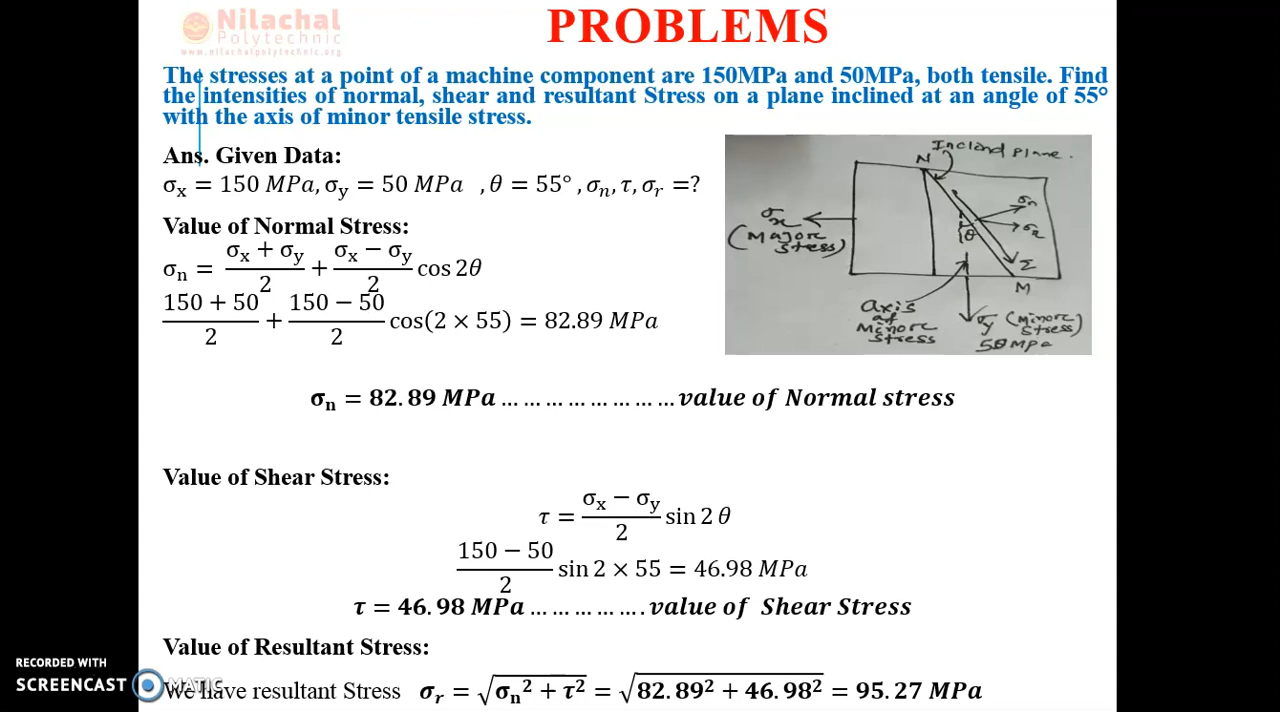 Nilachal
Polytechnic
www.nilachalpolytechnic.org
PROBLEMS
The stresses at a point of a machine component are 150MPa and 50MPa, both tensile. Find
the intensities of normal, shear and resultant Stress on a plane inclined at an angle of 55°
with the axis of minor tensile stress.
Ans. Given Data:
σx = 150 MPa, σy = 50 MPa , θ = 55° , σn, τ, σr =?
Value of Normal Stress:
σn = (σx + σy)/2 + (σx − σy)/2 cos 2θ
(150 + 50)/2 + (150 − 50)/2 cos(2 × 55) = 82.89 MPa
N
Inclond plane.
σx
(Major
stress)
σn
σr
θ
τ
M
axis
of
Minore
stress
σy (Minore
stress)
50 MPa
σn = 82.89 MPa … … … … … … … … value of Normal stress
Value of Shear Stress:
τ = (σx − σy)/2 sin 2 θ
(150 − 50)/2 sin 2 × 55 = 46.98 MPa
τ = 46.98 MPa … … … … … . value of Shear Stress
Value of Resultant Stress:
We have resultant Stress σr = √(σn² + τ²) = √(82.89² + 46.98²) = 95.27 MPa
RECORDED WITH
SCREENCAST MATIC